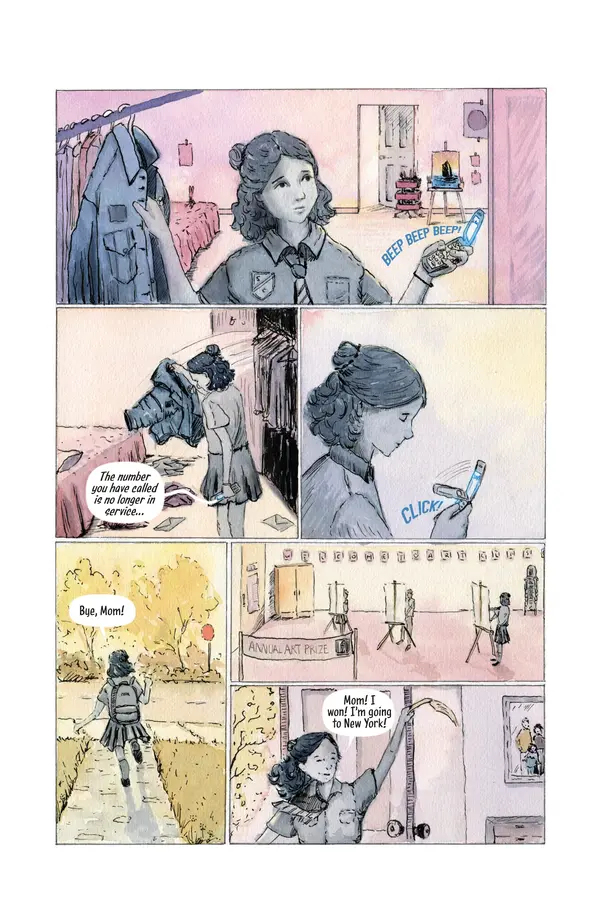 BEEP BEEP BEEP!
The number
you have called
is no longer in
service...
CLICK!
Bye, Mom!
ANNUAL ART PRIZE
Mom! I
won! I'm going
to New York!